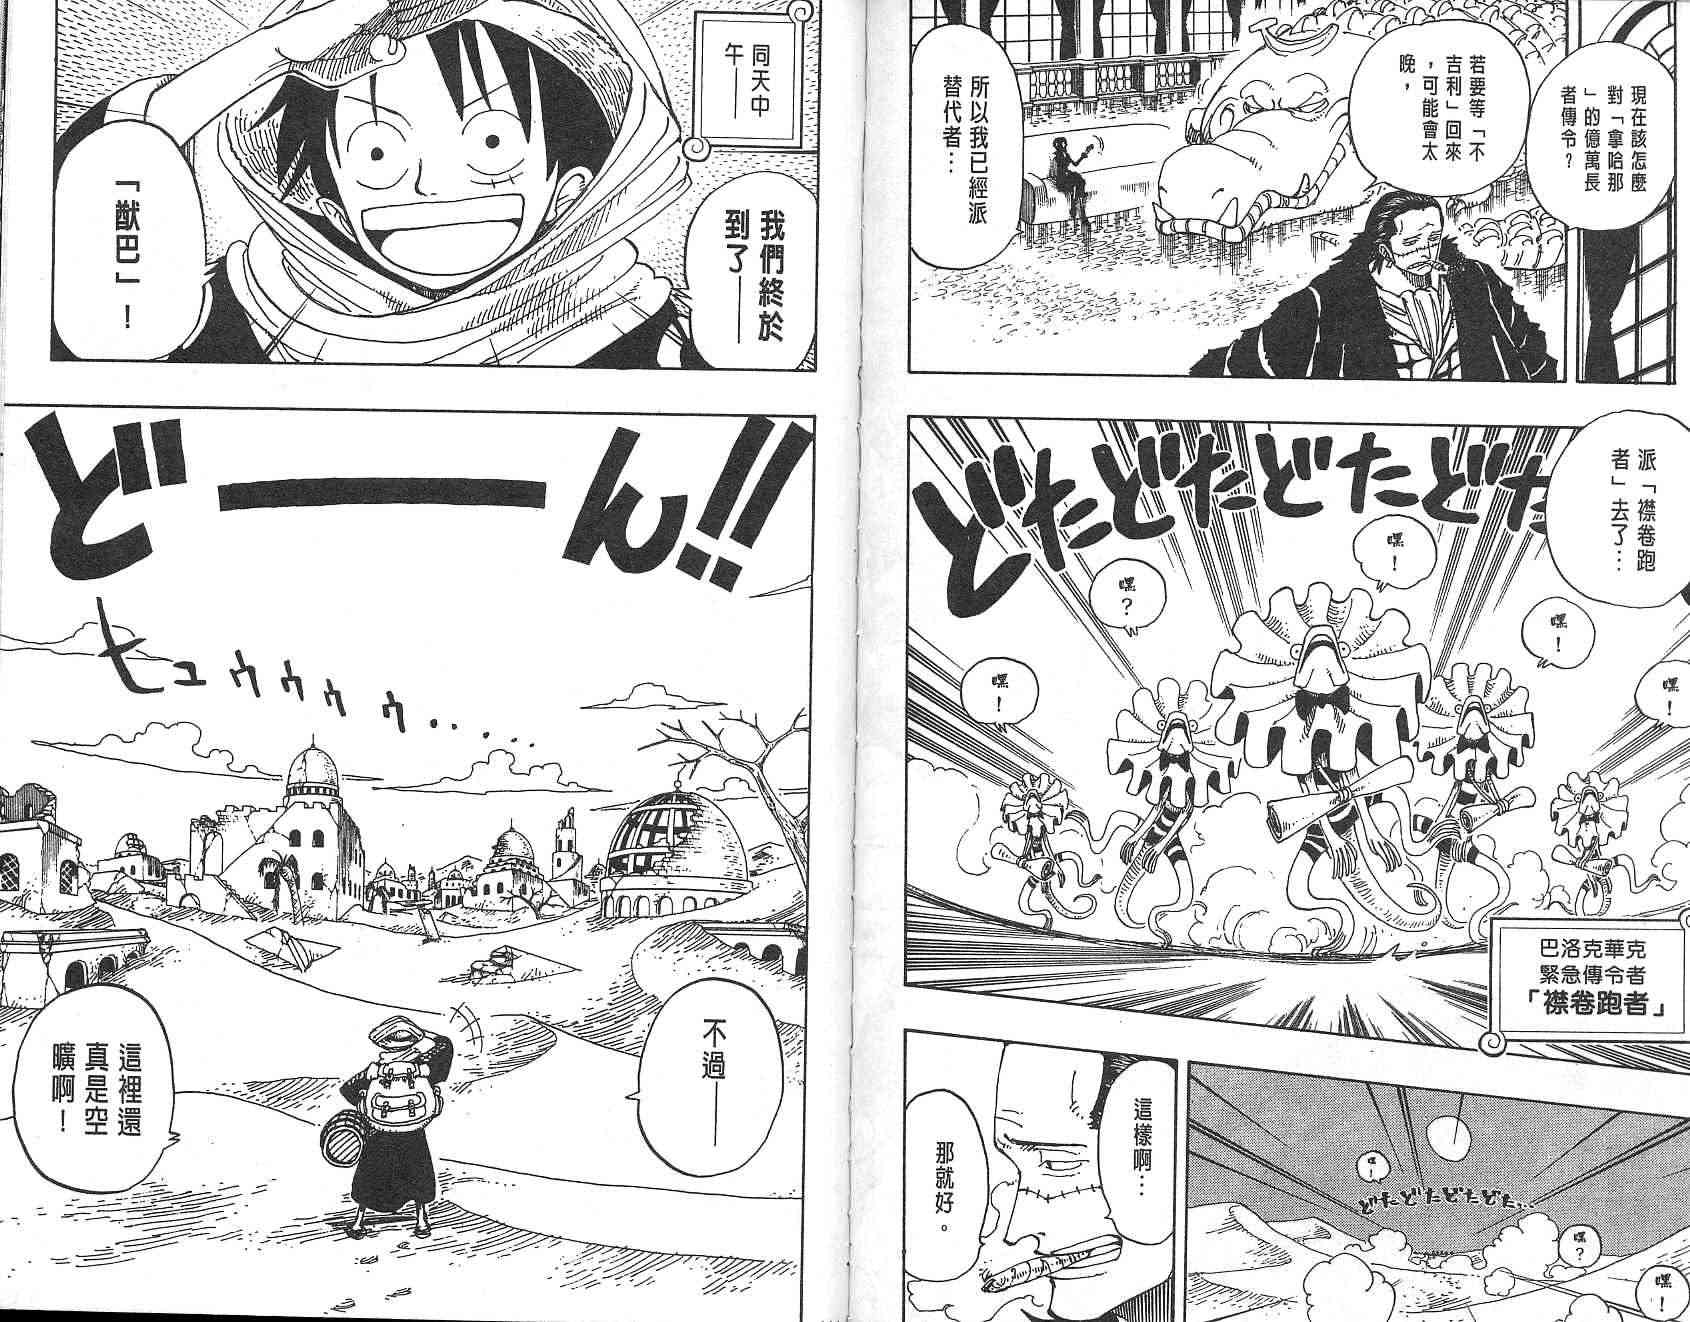 現在該怎麼
對「拿哈那
」的億萬長
者傳令?
若要等「不
吉利」回來
，可能會太
晚，
所以我已經派
替代者…
派「襟卷跑
者」去了…
どたどたどたどた
嘿!
嘿!
嘿!
嘿?
嘿!
巴洛克華克
緊急傳令者
「襟卷跑者」
嘿!
どたどたどたどた…
嘿?
嘿!
這樣啊…
那就好。
同天中
午——
我們終於
到了——
「猷巴」!
どーん!!
ヒュウウウウ・・・・・・
不過——
這裡還
真是空
曠啊!